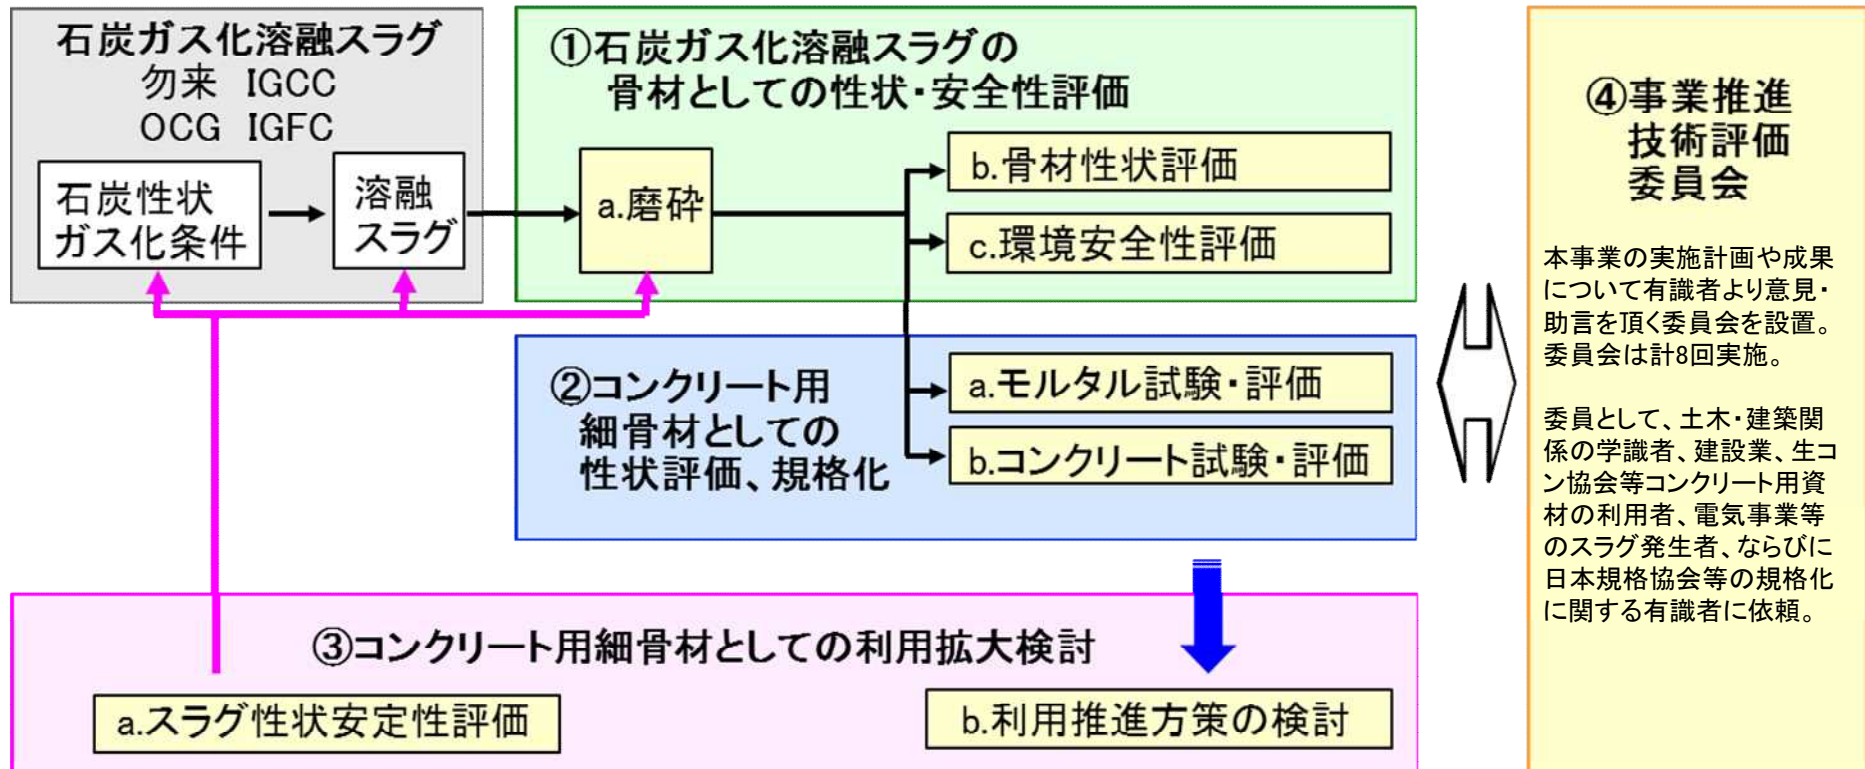 石炭ガス化溶融スラグ
勿来 IGCC
OCG IGFC
石炭性状
ガス化条件
溶融
スラグ
①石炭ガス化溶融スラグの
骨材としての性状・安全性評価
a.磨砕
b.骨材性状評価
c.環境安全性評価
②コンクリート用
細骨材としての
性状評価、規格化
a.モルタル試験・評価
b.コンクリート試験・評価
③コンクリート用細骨材としての利用拡大検討
a.スラグ性状安定性評価
b.利用推進方策の検討
④事業推進
技術評価
委員会
本事業の実施計画や成果
について有識者より意見・
助言を頂く委員会を設置。
委員会は計8回実施。
委員として、土木・建築関
係の学識者、建設業、生コ
ン協会等コンクリート用資
材の利用者、電気事業等
のスラグ発生者、ならびに
日本規格協会等の規格化
に関する有識者に依頼。